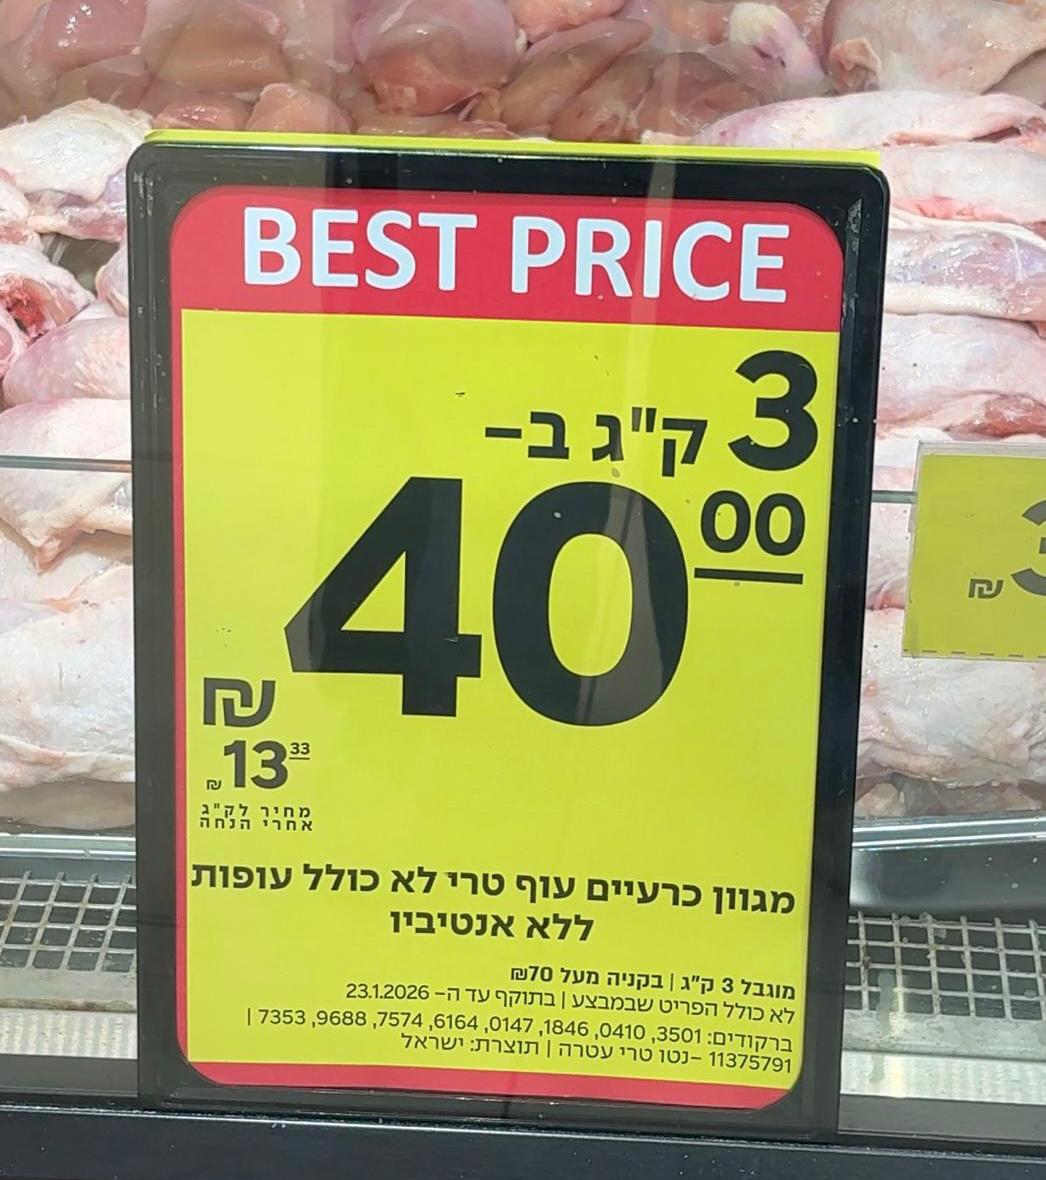 BEST PRICE
3 ק"ג ב-
40 00
₪
13 33 ₪
מחיר לק"ג
אחרי הנחה
מגוון כרעיים עוף טרי לא כולל עופות
ללא אנטיביו
מוגבל 3 ק"ג | בקניה מעל 70₪
לא כולל הפריט שבמבצע | בתוקף עד ה- 23.1.2026
ברקודים: 3501, 0410, 1846, 0147, 6164, 7574, 9688, 7353 |
11375791 -נטו טרי עטרה | תוצרת: ישראל
₪